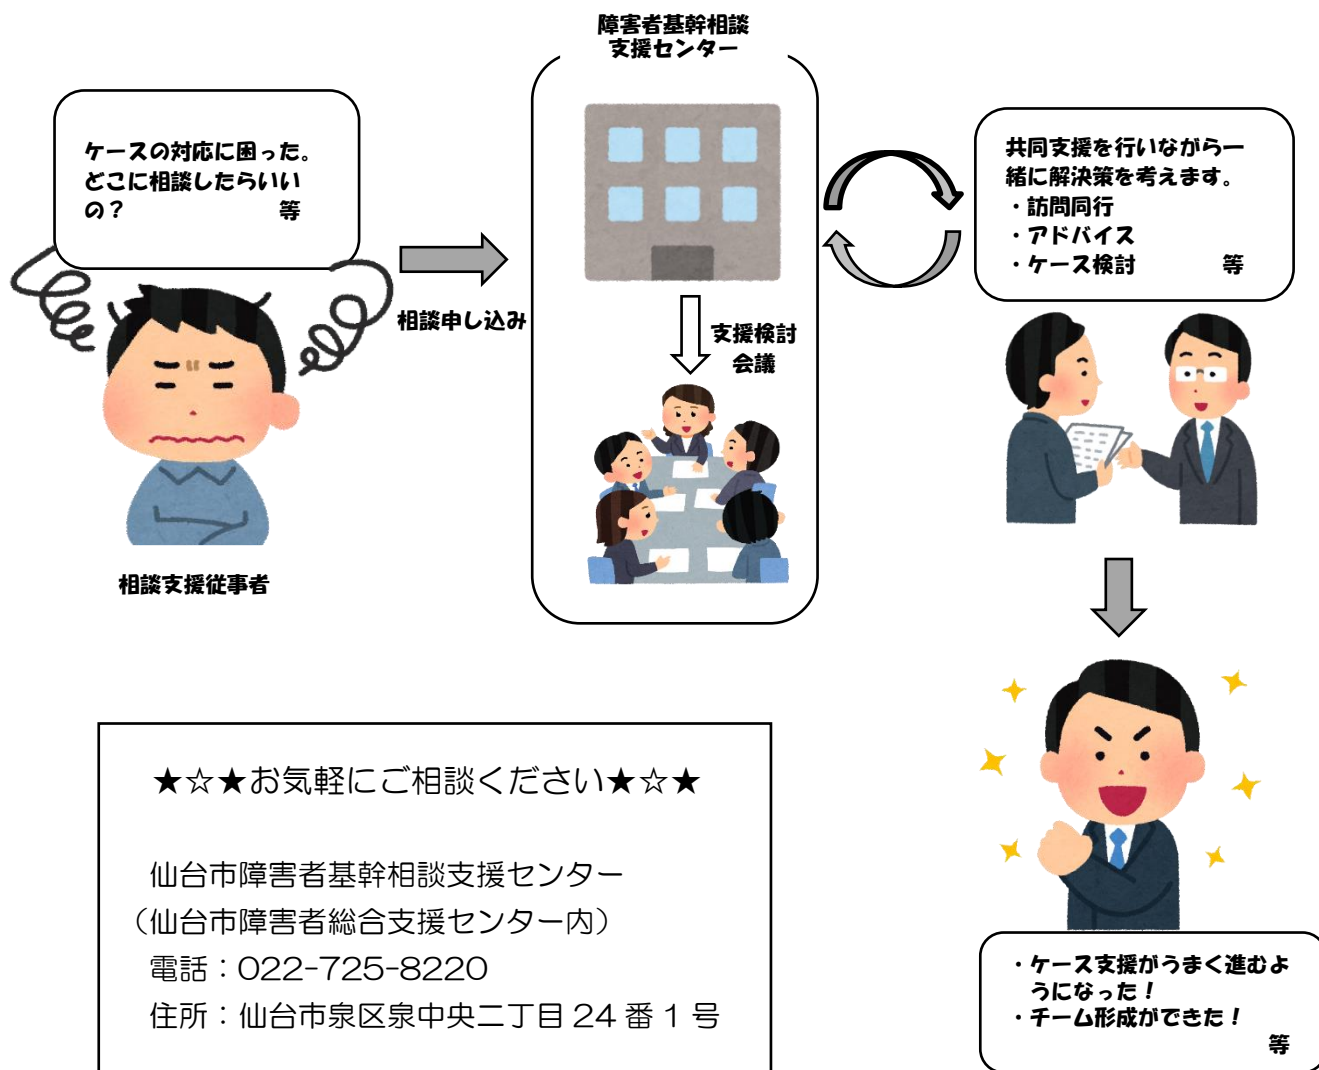 障害者基幹相談
支援センター
ケースの対応に困った。
どこに相談したらいい
の？　　　　　　　等
相談申し込み
支援検討
会議
共同支援を行いながら一
緒に解決策を考えます。
・訪問同行
・アドバイス
・ケース検討　　　　等
相談支援従事者
★☆★お気軽にご相談ください★☆★
仙台市障害者基幹相談支援センター
（仙台市障害者総合支援センター内）
電話：022-725-8220
住所：仙台市泉区泉中央二丁目 24 番 1 号
・ケース支援がうまく進むよ
うになった！
・チーム形成ができた！
等